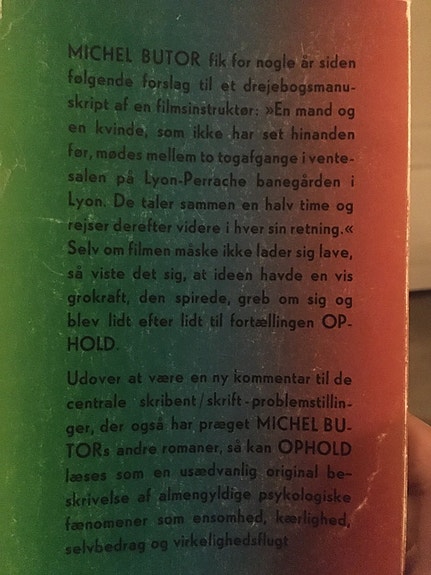 MICHEL BUTOR fik for nogle år siden
følgende forslag til et drejebogsmanu-
skript af en filmsinstruktør: »En mand og
en kvinde, som ikke har set hinanden
før, mødes mellem to togafgange i vente-
salen på Lyon-Perrache banegården i
Lyon. De taler sammen en halv time og
rejser derefter videre i hver sin retning.«
Selv om filmen måske ikke lader sig lave,
så viste det sig, at ideen havde en vis
grokraft, den spirede, greb om sig og
blev lidt efter lidt til fortællingen OP-
HOLD.
Udover at være en ny kommentar til de
centrale skribent/skrift-problemstillin-
ger, der også har præget MICHEL BU-
TORs andre romaner, så kan OPHOLD
læses som en usædvanlig original be-
skrivelse af almengyldige psykologiske
fænomener som ensomhed, kærlighed,
selvbedrag og virkelighedsflugt